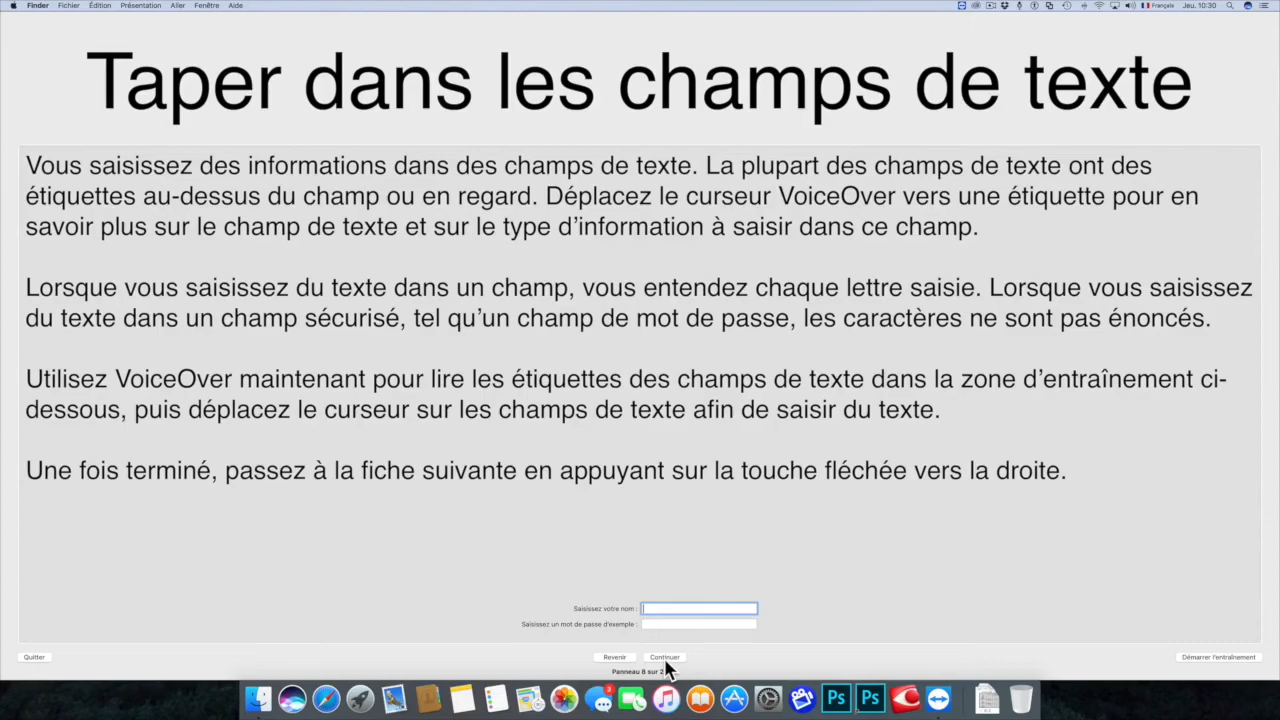 Finder Fichier Édition Présentation Aller Fenêtre Aide Français Jeu. 10:30
Taper dans les champs de texte
Vous saisissez des informations dans des champs de texte. La plupart des champs de texte ont des
étiquettes au-dessus du champ ou en regard. Déplacez le curseur VoiceOver vers une étiquette pour en
savoir plus sur le champ de texte et sur le type d’information à saisir dans ce champ.
Lorsque vous saisissez du texte dans un champ, vous entendez chaque lettre saisie. Lorsque vous saisissez
du texte dans un champ sécurisé, tel qu’un champ de mot de passe, les caractères ne sont pas énoncés.
Utilisez VoiceOver maintenant pour lire les étiquettes des champs de texte dans la zone d’entraînement ci-
dessous, puis déplacez le curseur sur les champs de texte afin de saisir du texte.
Une fois terminé, passez à la fiche suivante en appuyant sur la touche fléchée vers la droite.
Saisissez votre nom :
Saisissez un mot de passe d'exemple :
Quitter Revenir Continuer Démarrer l'entraînement
Panneau 8 sur
3
Ps Ps